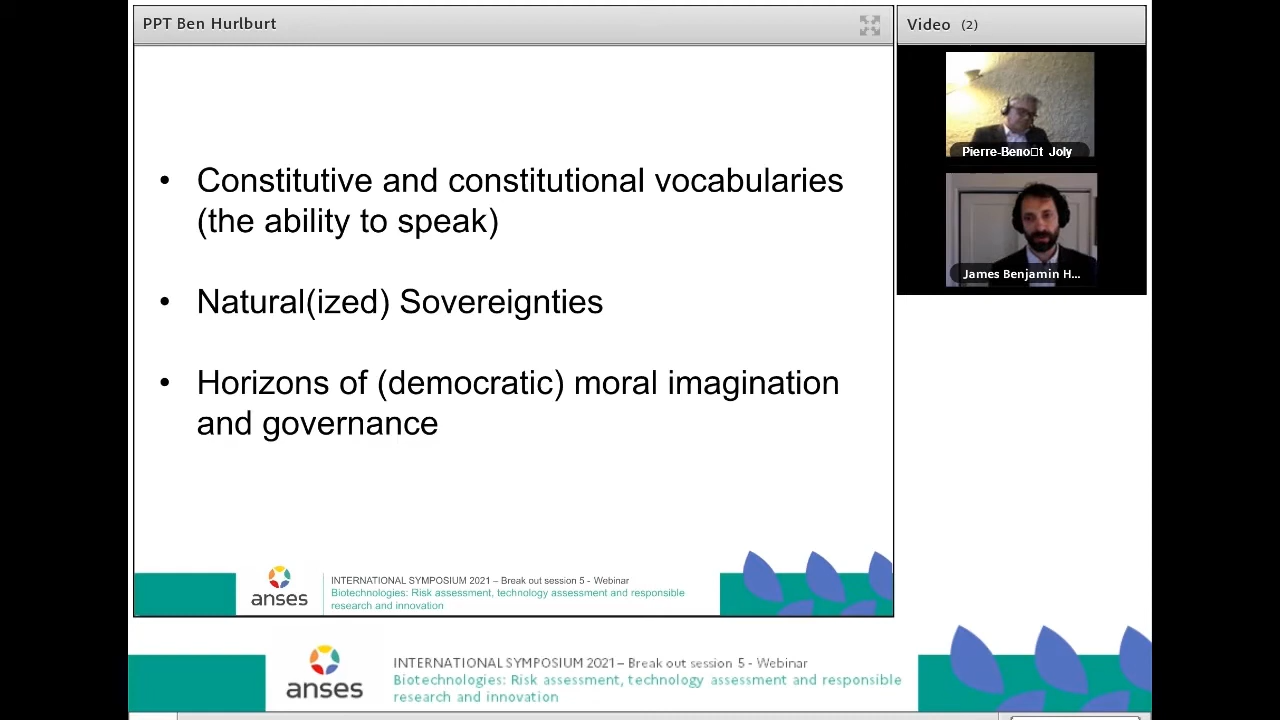 PPT Ben Hurlburt
Video (2)
Pierre-Beno□t Joly
James Benjamin H...
• Constitutive and constitutional vocabularies
(the ability to speak)
• Natural(ized) Sovereignties
• Horizons of (democratic) moral imagination
and governance
anses
INTERNATIONAL SYMPOSIUM 2021 – Break out session 5 - Webinar
Biotechnologies: Risk assessment, technology assessment and responsible
research and innovation
anses
INTERNATIONAL SYMPOSIUM 2021 – Break out session 5 - Webinar
Biotechnologies: Risk assessment, technology assessment and responsible
research and innovation